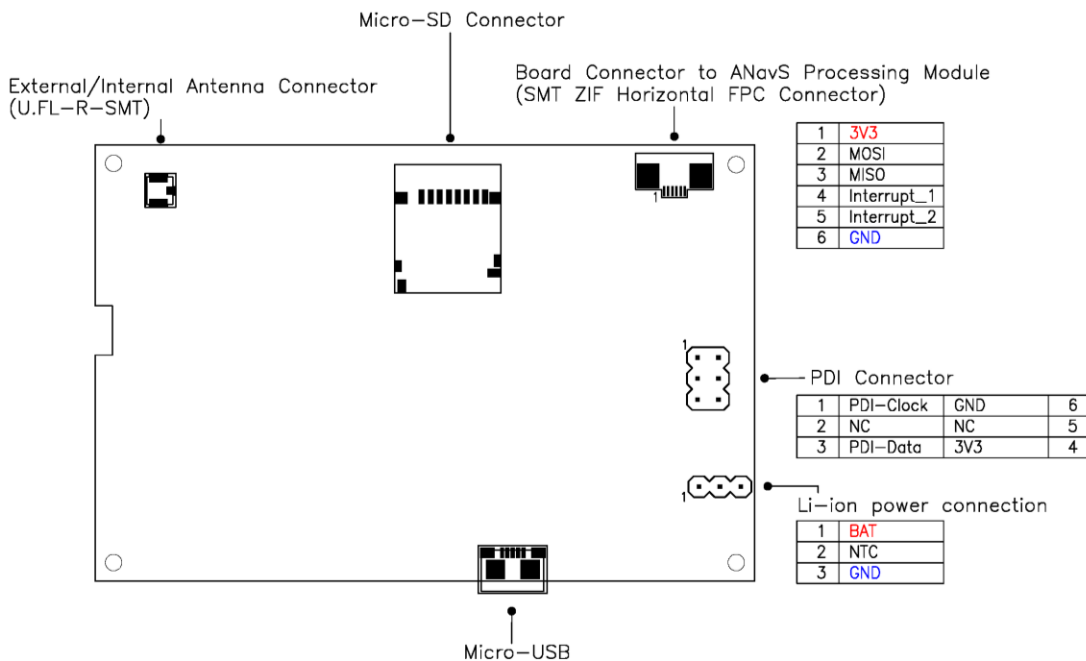 Micro-SD Connector
External/Internal Antenna Connector
(U.FL-R-SMT)
Board Connector to ANavS Processing Module
(SMT ZIF Horizontal FPC Connector)
1 3V3
2 MOSI
3 MISO
4 Interrupt_1
5 Interrupt_2
6 GND
1
1
PDI Connector
1 PDI-Clock GND 6
2 NC NC 5
3 PDI-Data 3V3 4
1
Li-ion power connection
1 BAT
2 NTC
3 GND
Micro-USB